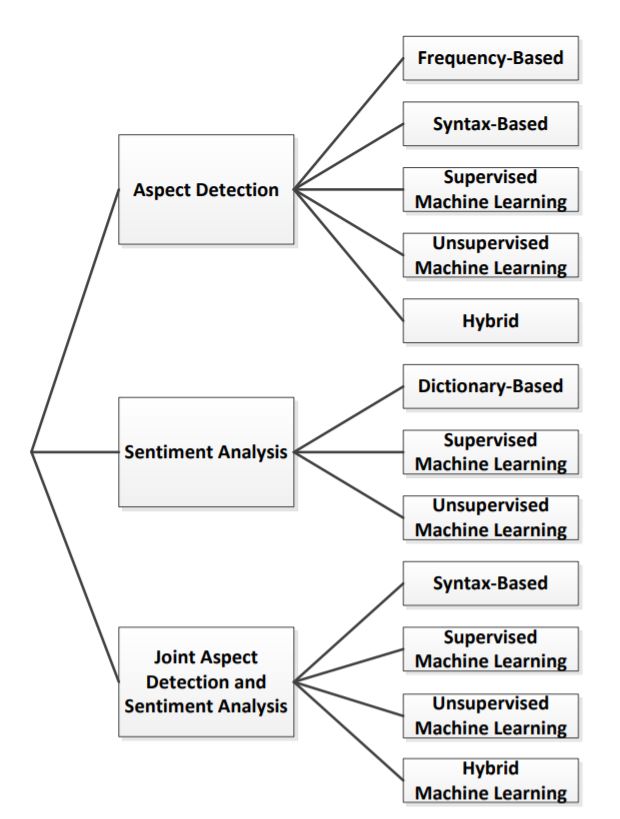 Frequency-Based
Syntax-Based
Aspect Detection
Supervised
Machine Learning
Unsupervised
Machine Learning
Hybrid
Dictionary-Based
Sentiment Analysis
Supervised
Machine Learning
Unsupervised
Machine Learning
Syntax-Based
Joint Aspect
Detection and
Sentiment Analysis
Supervised
Machine Learning
Unsupervised
Machine Learning
Hybrid
Machine Learning